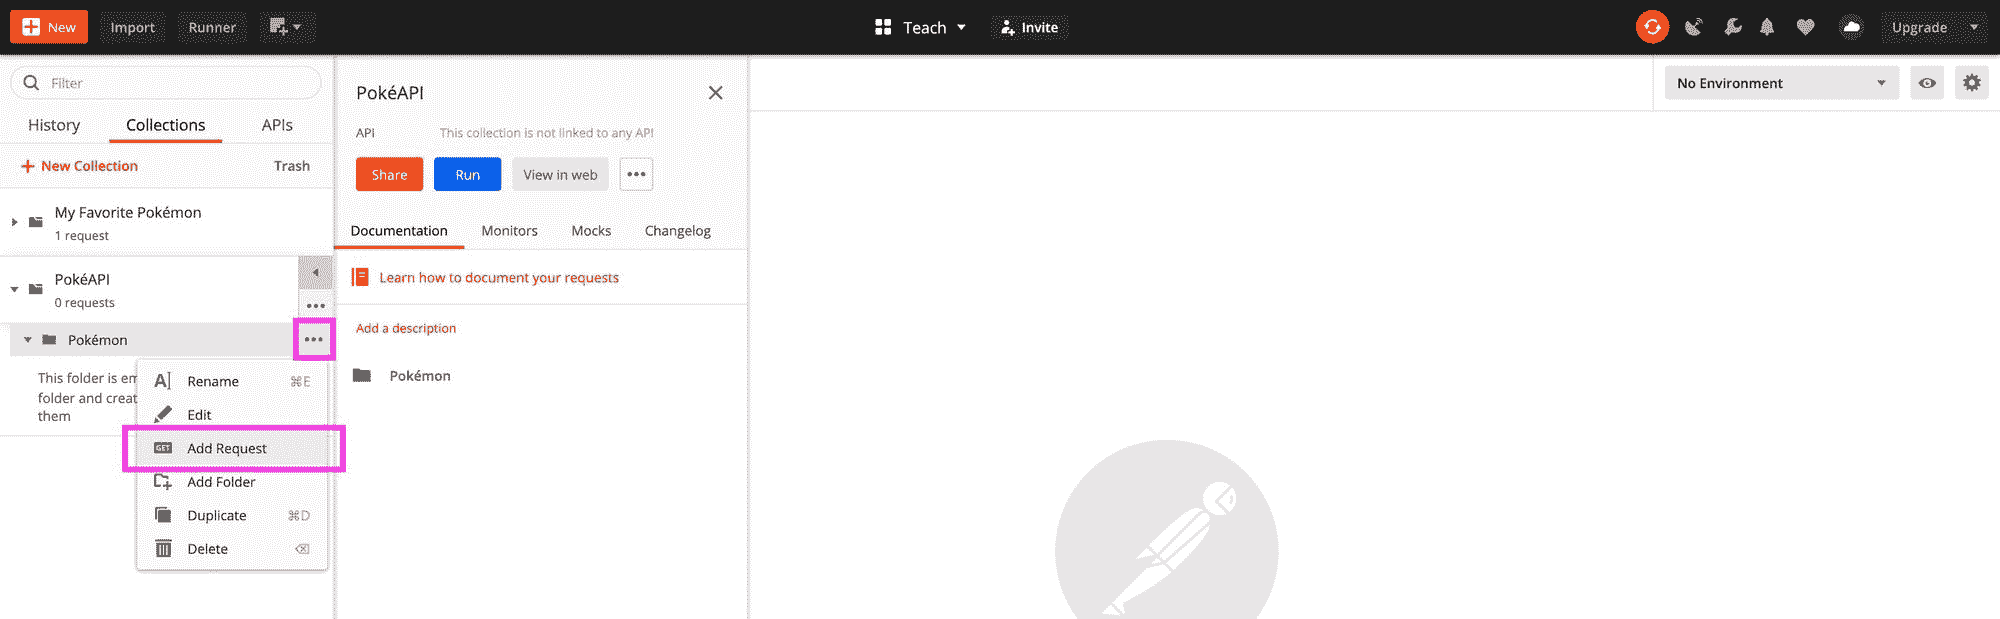 New Import Runner Teach Invite Upgrade
Filter
History Collections APIs
New Collection Trash
My Favorite Pokémon
1 request
PokéAPI
0 requests
Pokémon
This folder is em
folder and creat
them
Rename ⌘E
Edit
GET Add Request
Add Folder
Duplicate ⌘D
Delete ⌫
PokéAPI
API This collection is not linked to any API
Share Run View in web
Documentation Monitors Mocks Changelog
Learn how to document your requests
Add a description
Pokémon
No Environment